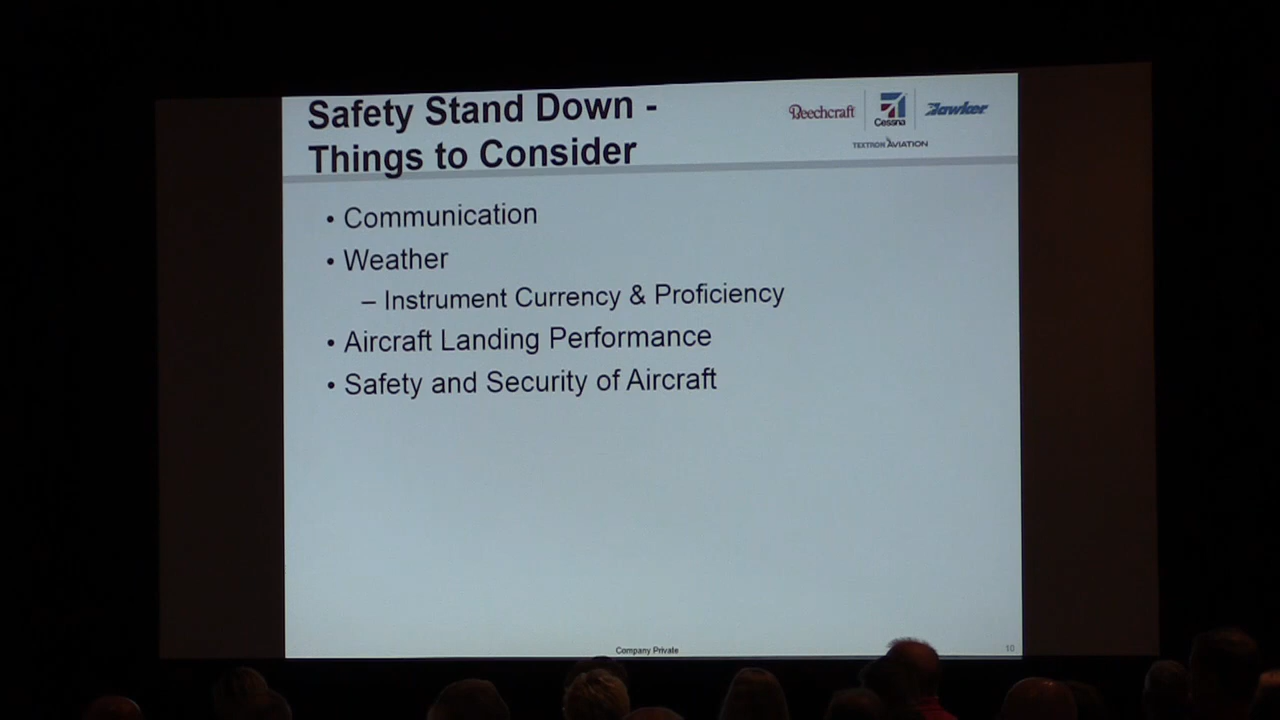 Safety Stand Down -
Things to Consider
Beechcraft
Cessna
Hawker
TEXTRON AVIATION
• Communication
• Weather
– Instrument Currency & Proficiency
• Aircraft Landing Performance
• Safety and Security of Aircraft
Company Private
10